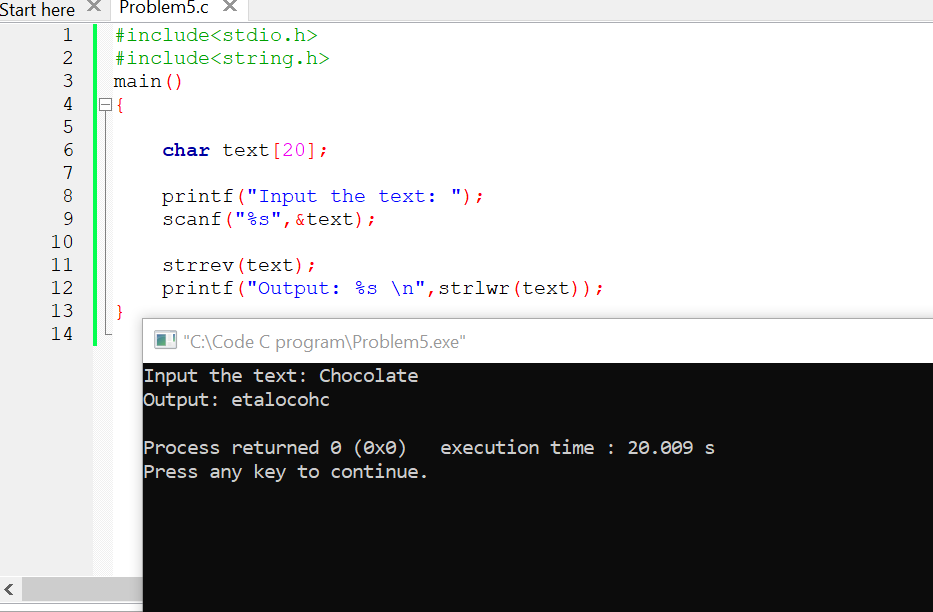 Start here Problem5.c
1 #include<stdio.h>
2 #include<string.h>
3 main()
4 {
5
6 char text[20];
7
8 printf("Input the text: ");
9 scanf("%s",&text);
10
11 strrev(text);
12 printf("Output: %s \n",strlwr(text));
13 }
14
"C:\Code C program\Problem5.exe"
Input the text: Chocolate
Output: etalocohc
Process returned 0 (0x0) execution time : 20.009 s
Press any key to continue.